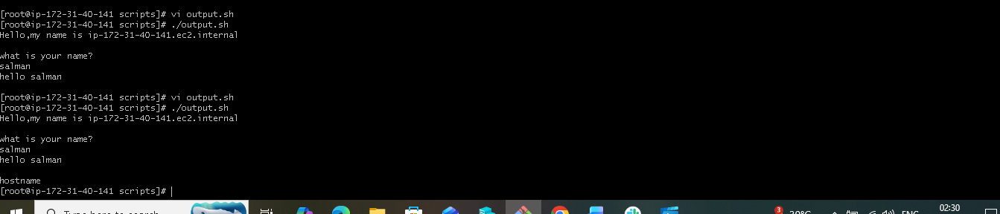 [root@ip-172-31-40-141 scripts]# vi output.sh
[root@ip-172-31-40-141 scripts]# ./output.sh
Hello,my name is ip-172-31-40-141.ec2.internal
what is your name?
salman
hello salman
[root@ip-172-31-40-141 scripts]# vi output.sh
[root@ip-172-31-40-141 scripts]# ./output.sh
Hello,my name is ip-172-31-40-141.ec2.internal
what is your name?
salman
hello salman
hostname
[root@ip-172-31-40-141 scripts]#
Type here to search
3
ENG
02:30